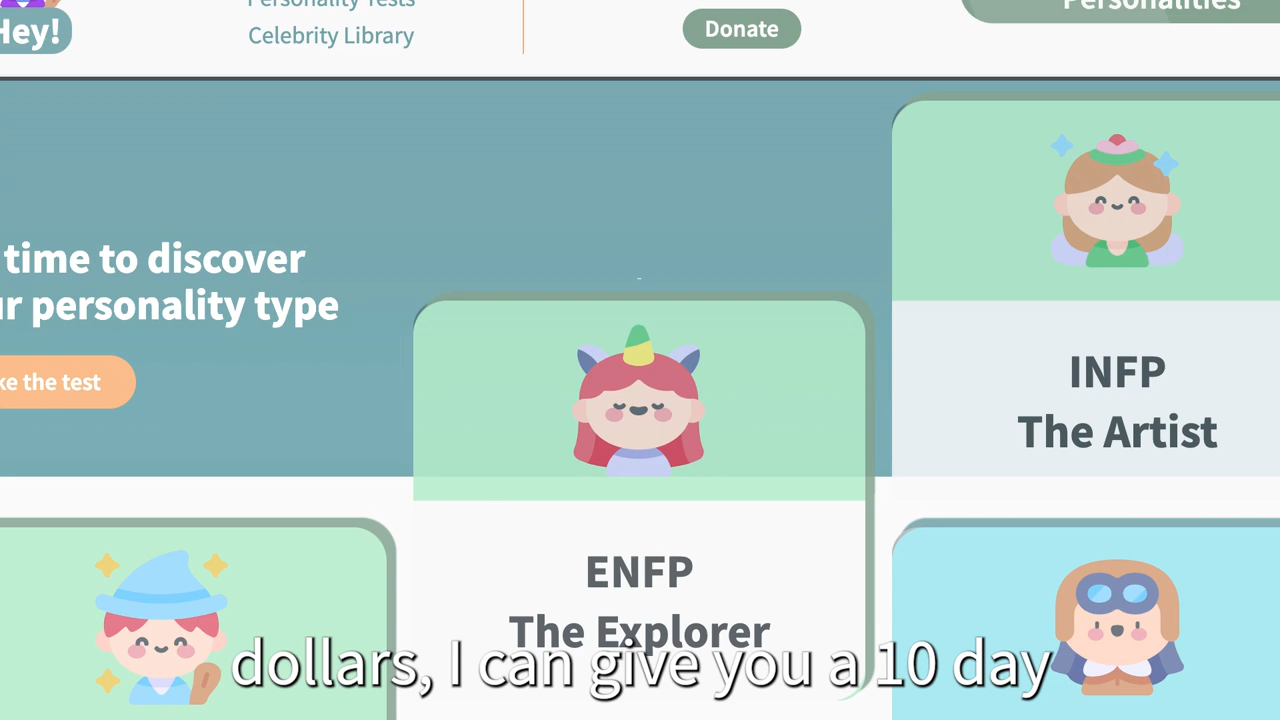 Personality Tests
Personalities
Hey!
Celebrity Library
Donate
time to discover
personality type
the test
INFP
The Artist
ENFP
The Explorer
dollars, I can give you a 10 day